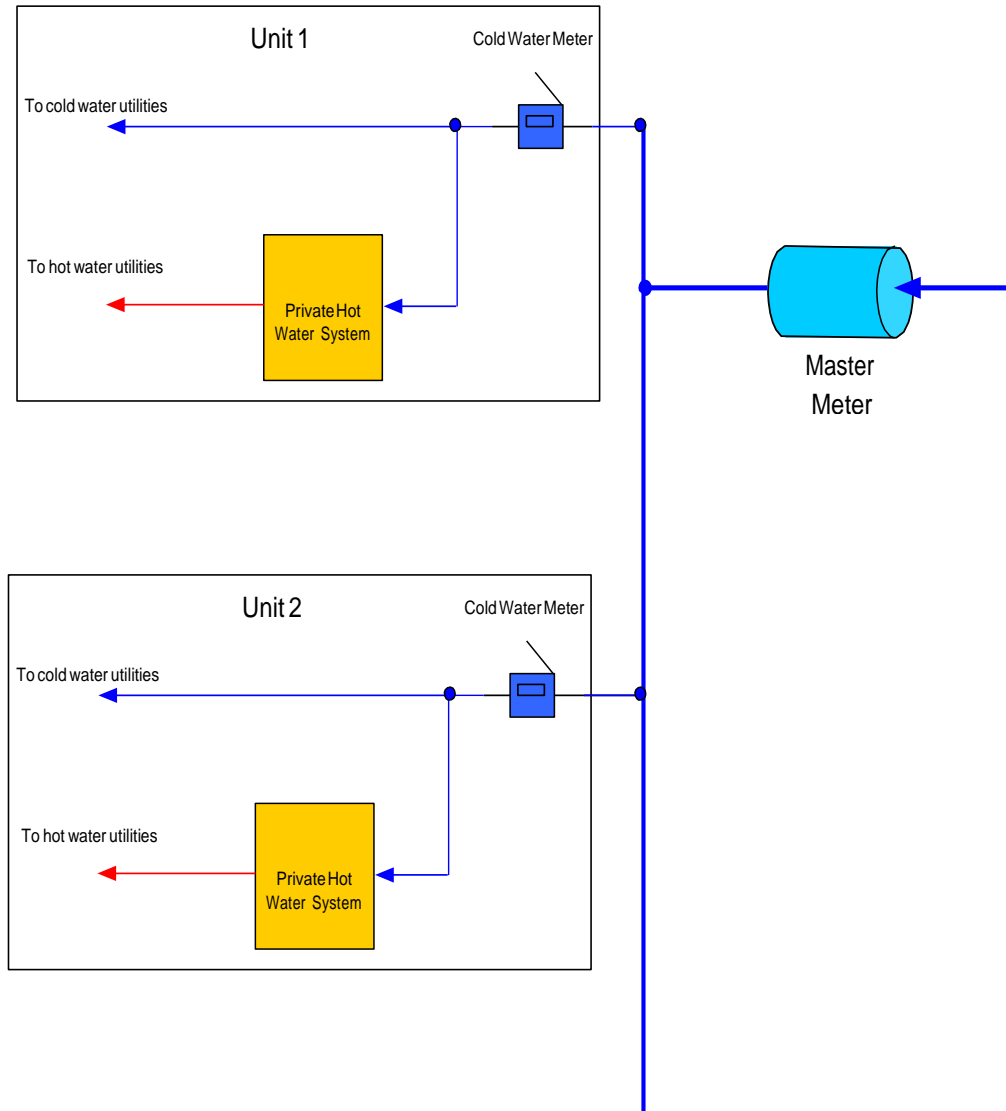 Unit 1
Cold Water Meter
To cold water utilities
To hot water utilities
Private Hot
Water System
Master
Meter
Unit 2
Cold Water Meter
To cold water utilities
To hot water utilities
Private Hot
Water System